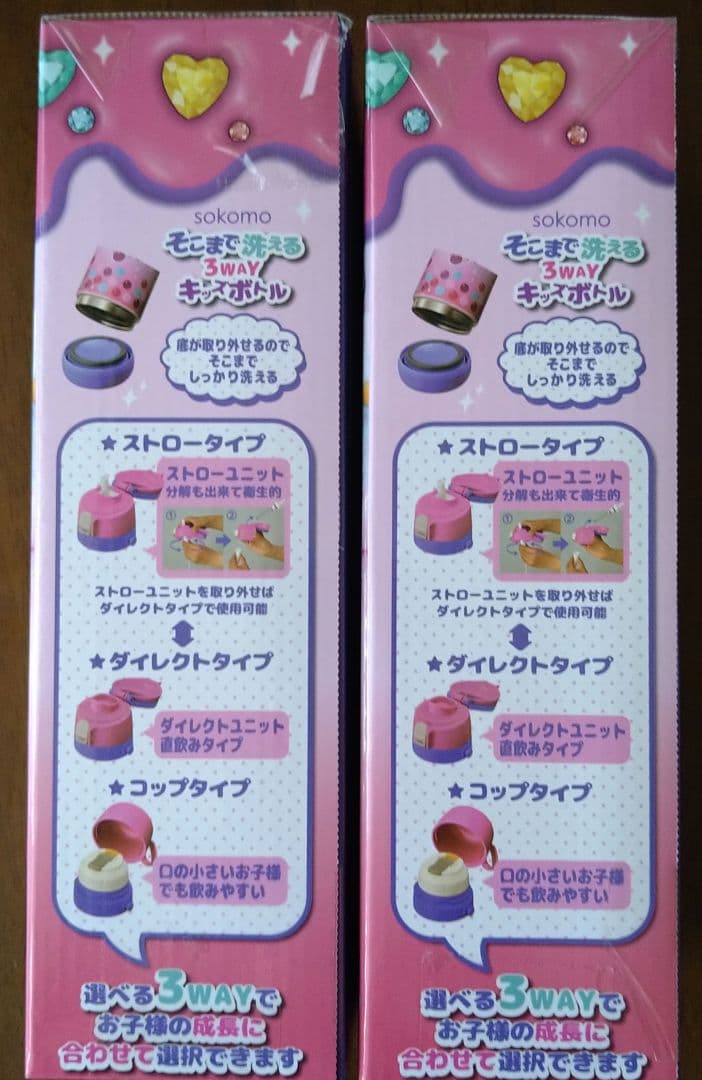 sokomo
そこまで洗える
3WAY
キッズボトル
底が取り外せるので
そこまで
しっかり洗える
★ストロータイプ
ストローユニット
分解も出来て衛生的
① ②
ストローユニットを取り外せば
ダイレクトタイプで使用可能
★ダイレクトタイプ
ダイレクトユニット
直飲みタイプ
★コップタイプ
口の小さいお子様
でも飲みやすい
選べる3WAYで
お子様の成長に
合わせて選択できます
sokomo
そこまで洗える
3WAY
キッズボトル
底が取り外せるので
そこまで
しっかり洗える
★ストロータイプ
ストローユニット
分解も出来て衛生的
① ②
ストローユニットを取り外せば
ダイレクトタイプで使用可能
★ダイレクトタイプ
ダイレクトユニット
直飲みタイプ
★コップタイプ
口の小さいお子様
でも飲みやすい
選べる3WAYで
お子様の成長に
合わせて選択できます